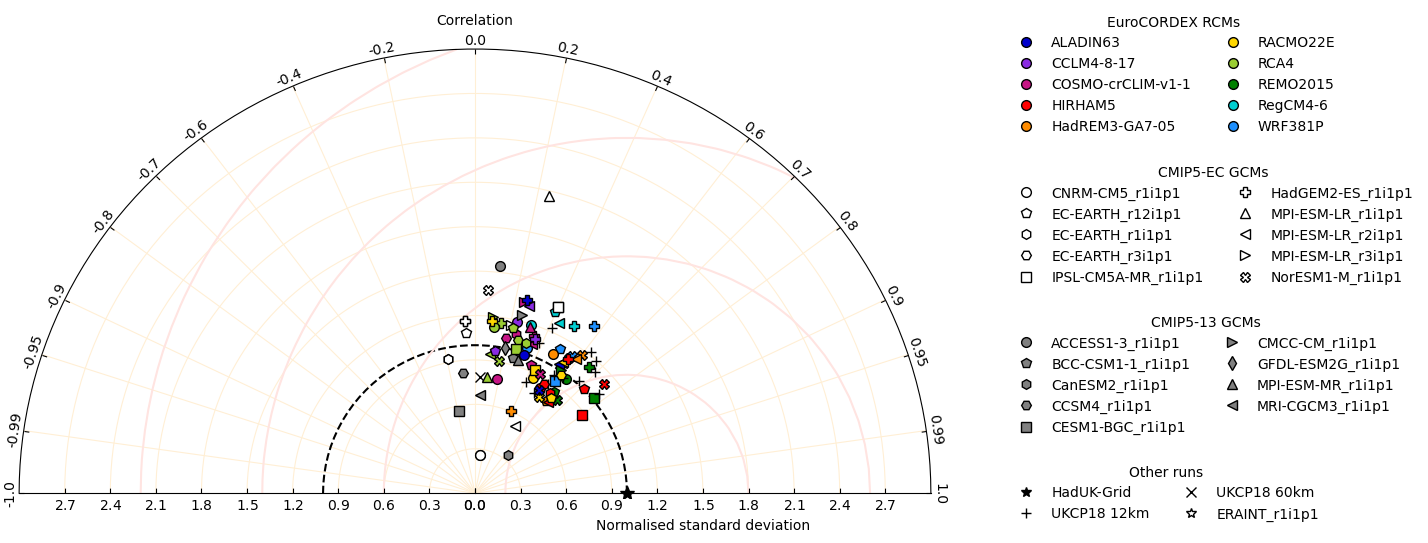 Correlation
-1.0
-0.99
-0.95
-0.9
-0.8
-0.7
-0.6
-0.4
-0.2
0.0
0.2
0.4
0.6
0.7
0.8
0.9
0.95
0.99
1.0
2.7 2.4 2.1 1.8 1.5 1.2 0.9 0.6 0.3 0.0 0.3 0.6 0.9 1.2 1.5 1.8 2.1 2.4 2.7
Normalised standard deviation
EuroCORDEX RCMs
ALADIN63 RACMO22E
CCLM4-8-17 RCA4
COSMO-crCLIM-v1-1 REMO2015
HIRHAM5 RegCM4-6
HadREM3-GA7-05 WRF381P
CMIP5-EC GCMs
CNRM-CM5_r1i1p1 HadGEM2-ES_r1i1p1
EC-EARTH_r12i1p1 MPI-ESM-LR_r1i1p1
EC-EARTH_r1i1p1 MPI-ESM-LR_r2i1p1
EC-EARTH_r3i1p1 MPI-ESM-LR_r3i1p1
IPSL-CM5A-MR_r1i1p1 NorESM1-M_r1i1p1
CMIP5-13 GCMs
ACCESS1-3_r1i1p1 CMCC-CM_r1i1p1
BCC-CSM1-1_r1i1p1 GFDL-ESM2G_r1i1p1
CanESM2_r1i1p1 MPI-ESM-MR_r1i1p1
CCSM4_r1i1p1 MRI-CGCM3_r1i1p1
CESM1-BGC_r1i1p1
Other runs
HadUK-Grid UKCP18 60km
UKCP18 12km ERAINT_r1i1p1